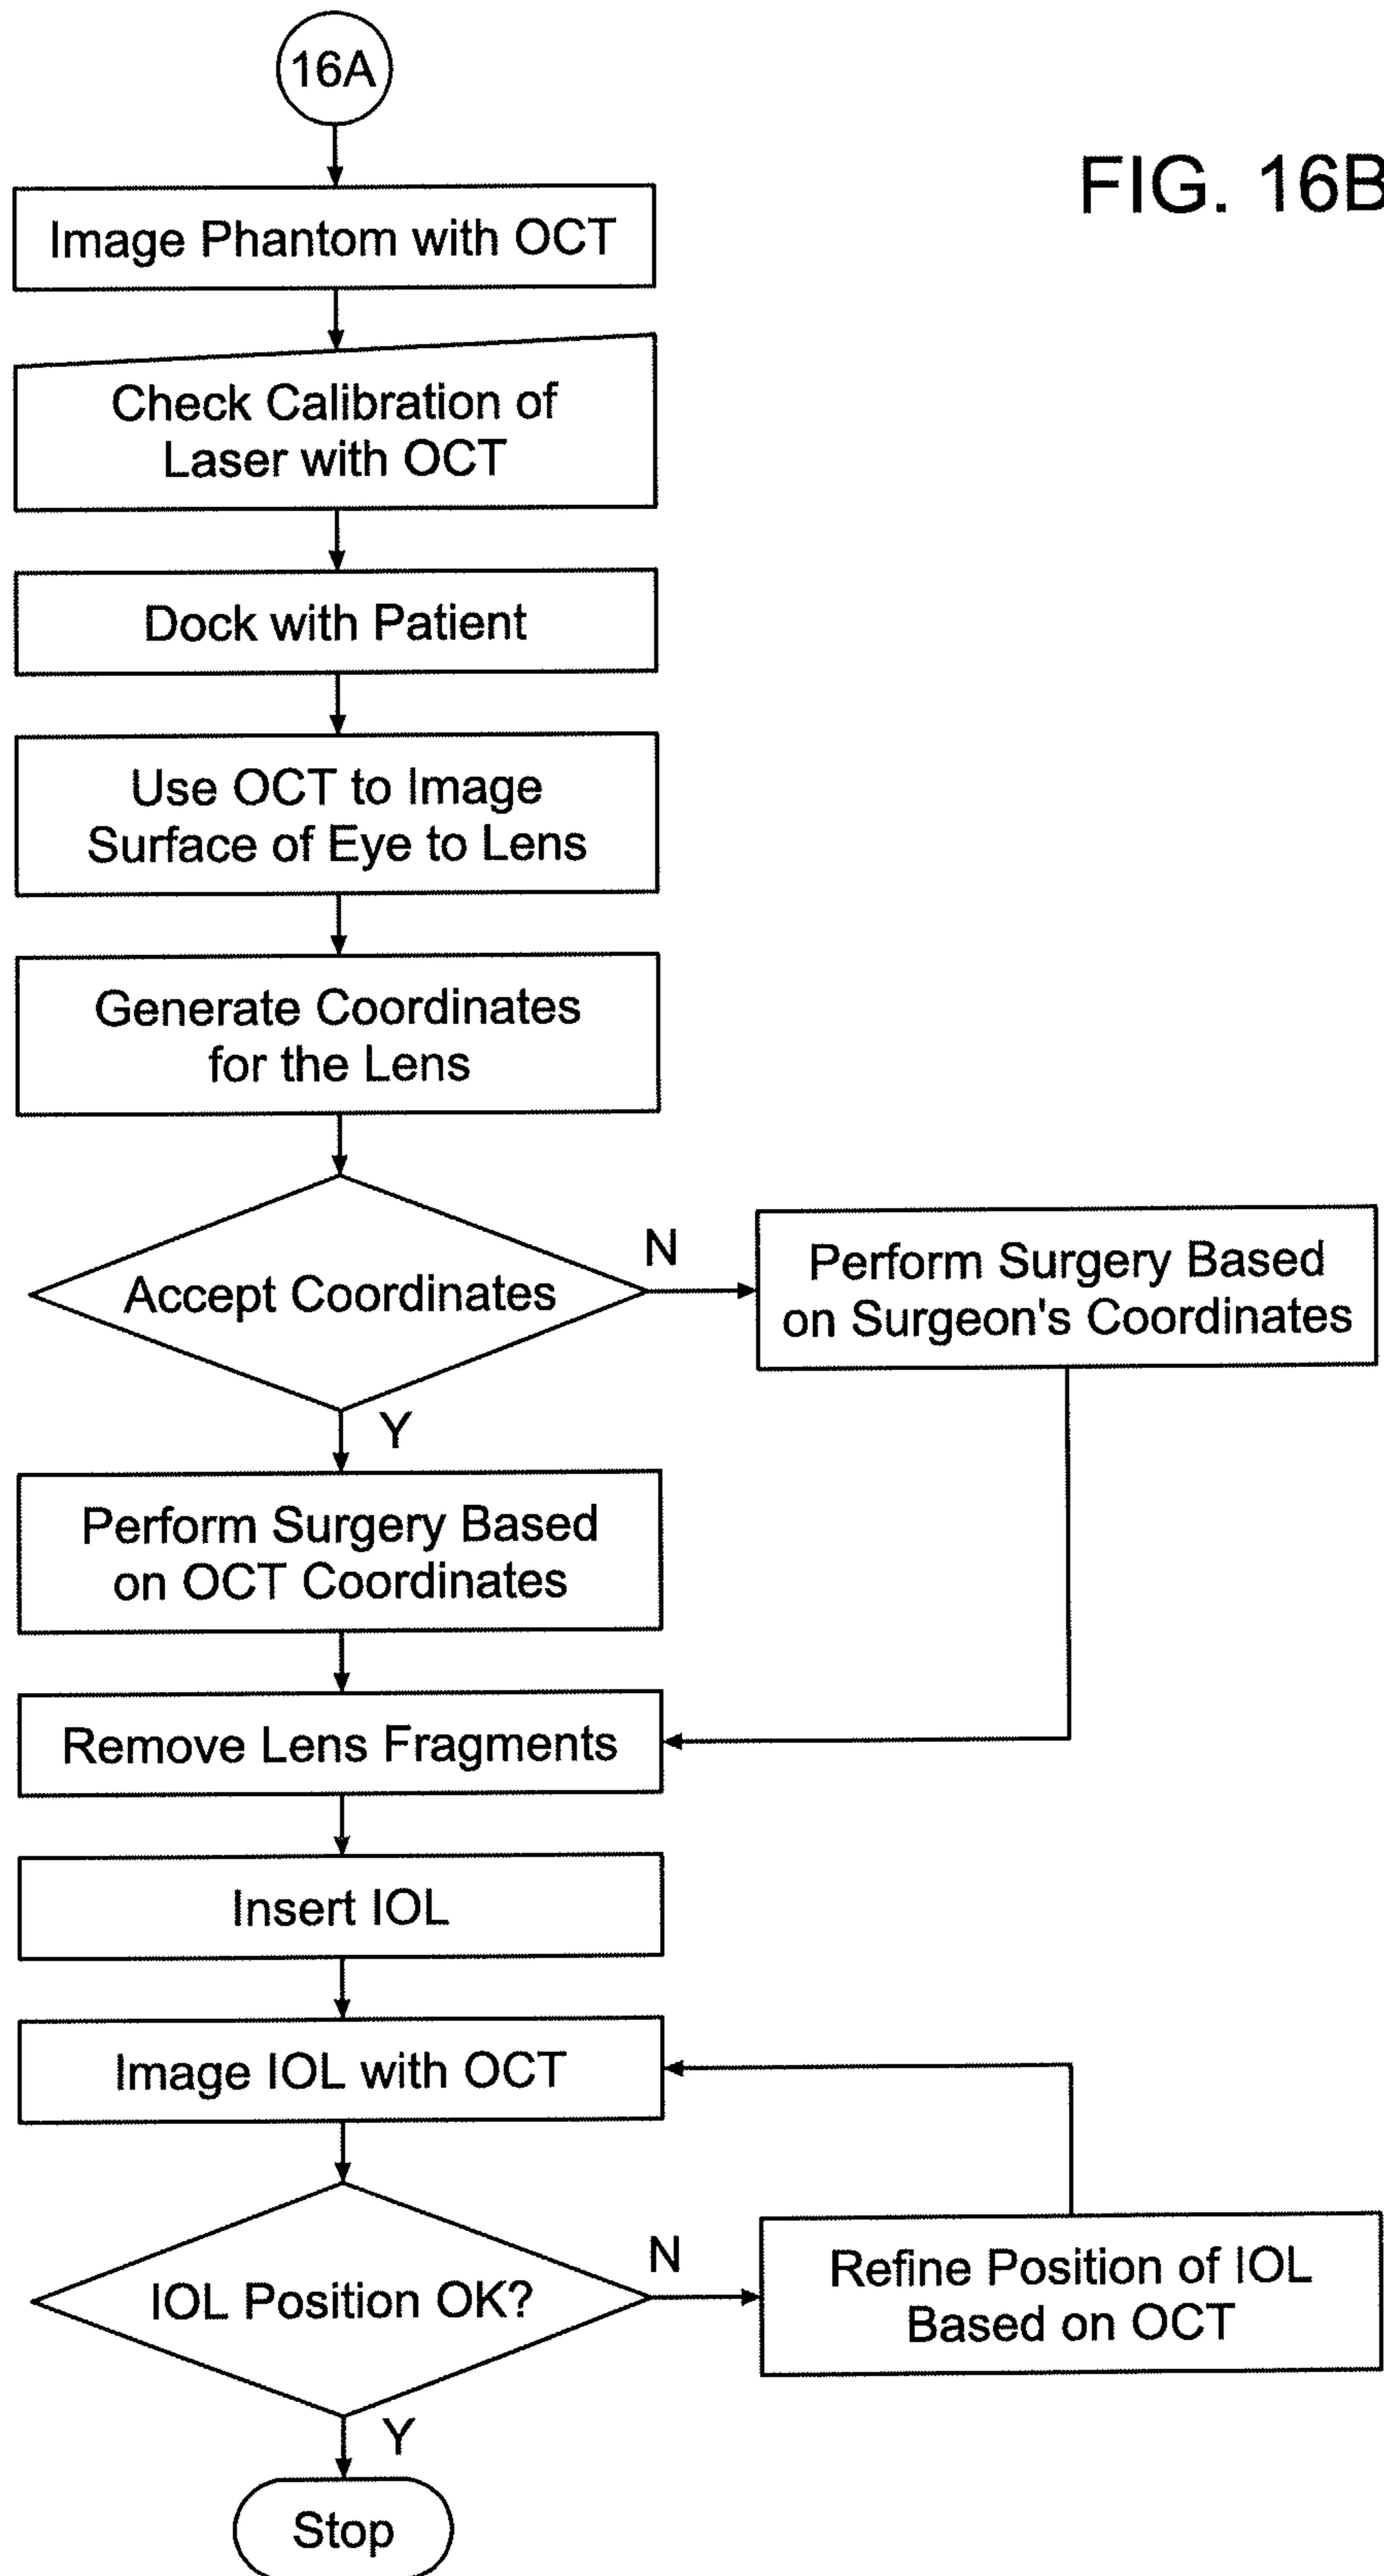 16A
FIG. 16B
Image Phantom with OCT
Check Calibration of
Laser with OCT
Dock with Patient
Use OCT to Image
Surface of Eye to Lens
Generate Coordinates
for the Lens
Accept Coordinates
N
Perform Surgery Based
on Surgeon's Coordinates
Y
Perform Surgery Based
on OCT Coordinates
Remove Lens Fragments
Insert IOL
Image IOL with OCT
IOL Position OK?
N
Refine Position of IOL
Based on OCT
Y
Stop